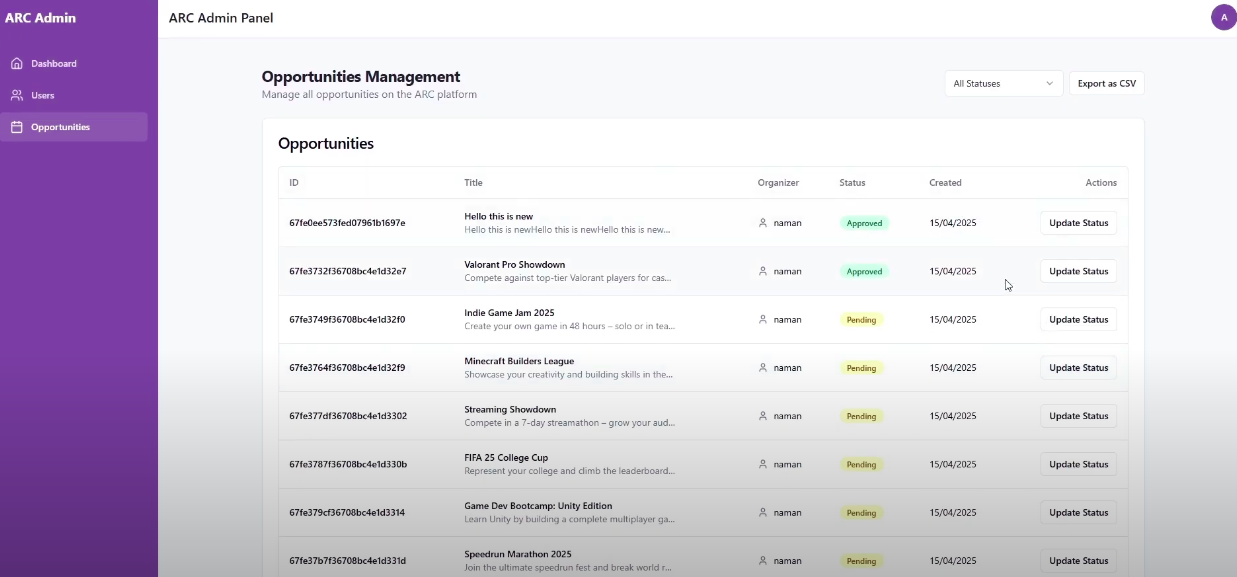 ARC Admin
ARC Admin Panel
A
Dashboard
Users
Opportunities
Opportunities Management
Manage all opportunities on the ARC platform
All Statuses
Export as CSV
Opportunities
ID Title Organizer Status Created Actions
67fe0ee573fed07961b1697e Hello this is new naman Approved 15/04/2025 Update Status
Hello this is newHello this is newHello this is new...
67fe3732f36708bc4e1d32e7 Valorant Pro Showdown naman Approved 15/04/2025 Update Status
Compete against top-tier Valorant players for cas...
67fe3749f36708bc4e1d32f0 Indie Game Jam 2025 naman Pending 15/04/2025 Update Status
Create your own game in 48 hours – solo or in tea...
67fe3764f36708bc4e1d32f9 Minecraft Builders League naman Pending 15/04/2025 Update Status
Showcase your creativity and building skills in the...
67fe377df36708bc4e1d3302 Streaming Showdown naman Pending 15/04/2025 Update Status
Compete in a 7-day streamathon – grow your aud...
67fe3787f36708bc4e1d330b FIFA 25 College Cup naman Pending 15/04/2025 Update Status
Represent your college and climb the leaderboard...
67fe379cf36708bc4e1d3314 Game Dev Bootcamp: Unity Edition naman Pending 15/04/2025 Update Status
Learn Unity by building a complete multiplayer ga...
67fe37b7f36708bc4e1d331d Speedrun Marathon 2025 naman Pending 15/04/2025 Update Status
Join the ultimate speedrun fest and break world r...